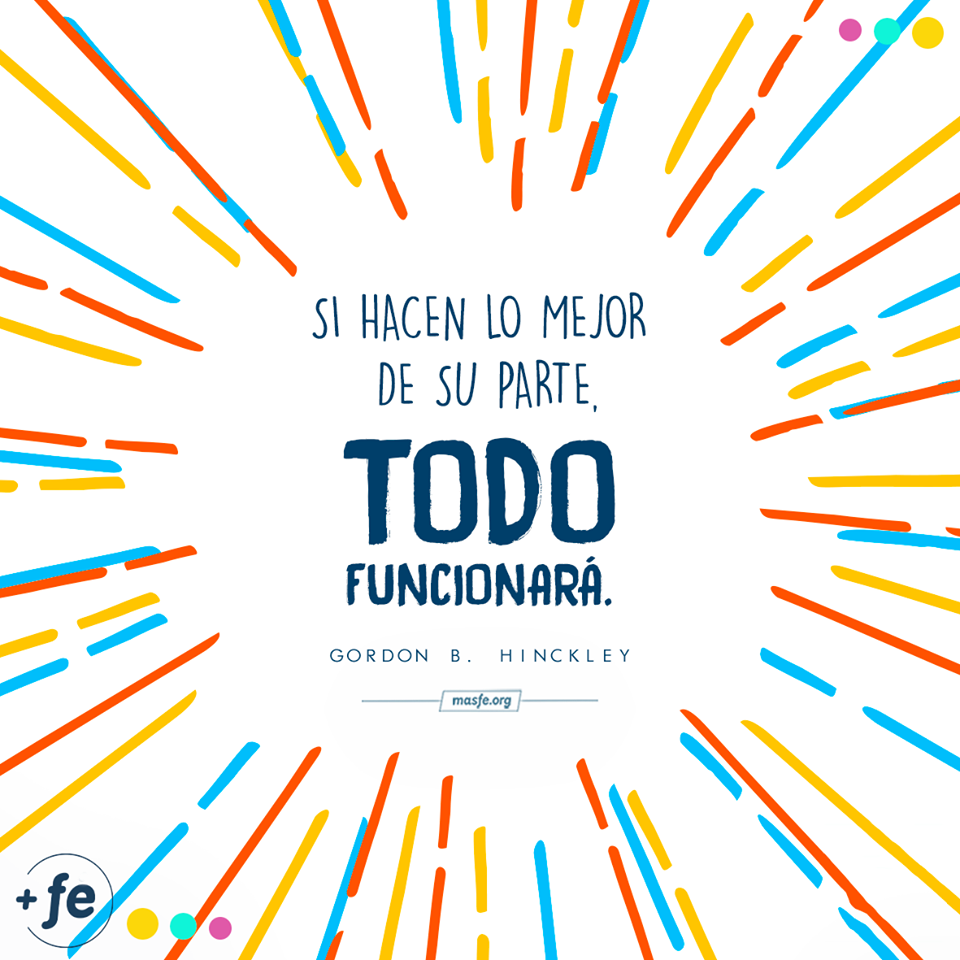 SI HACEN LO MEJOR
DE SU PARTE,
TODO
FUNCIONARÁ.
GORDON B. HINCKLEY
masfe.org
+ fe